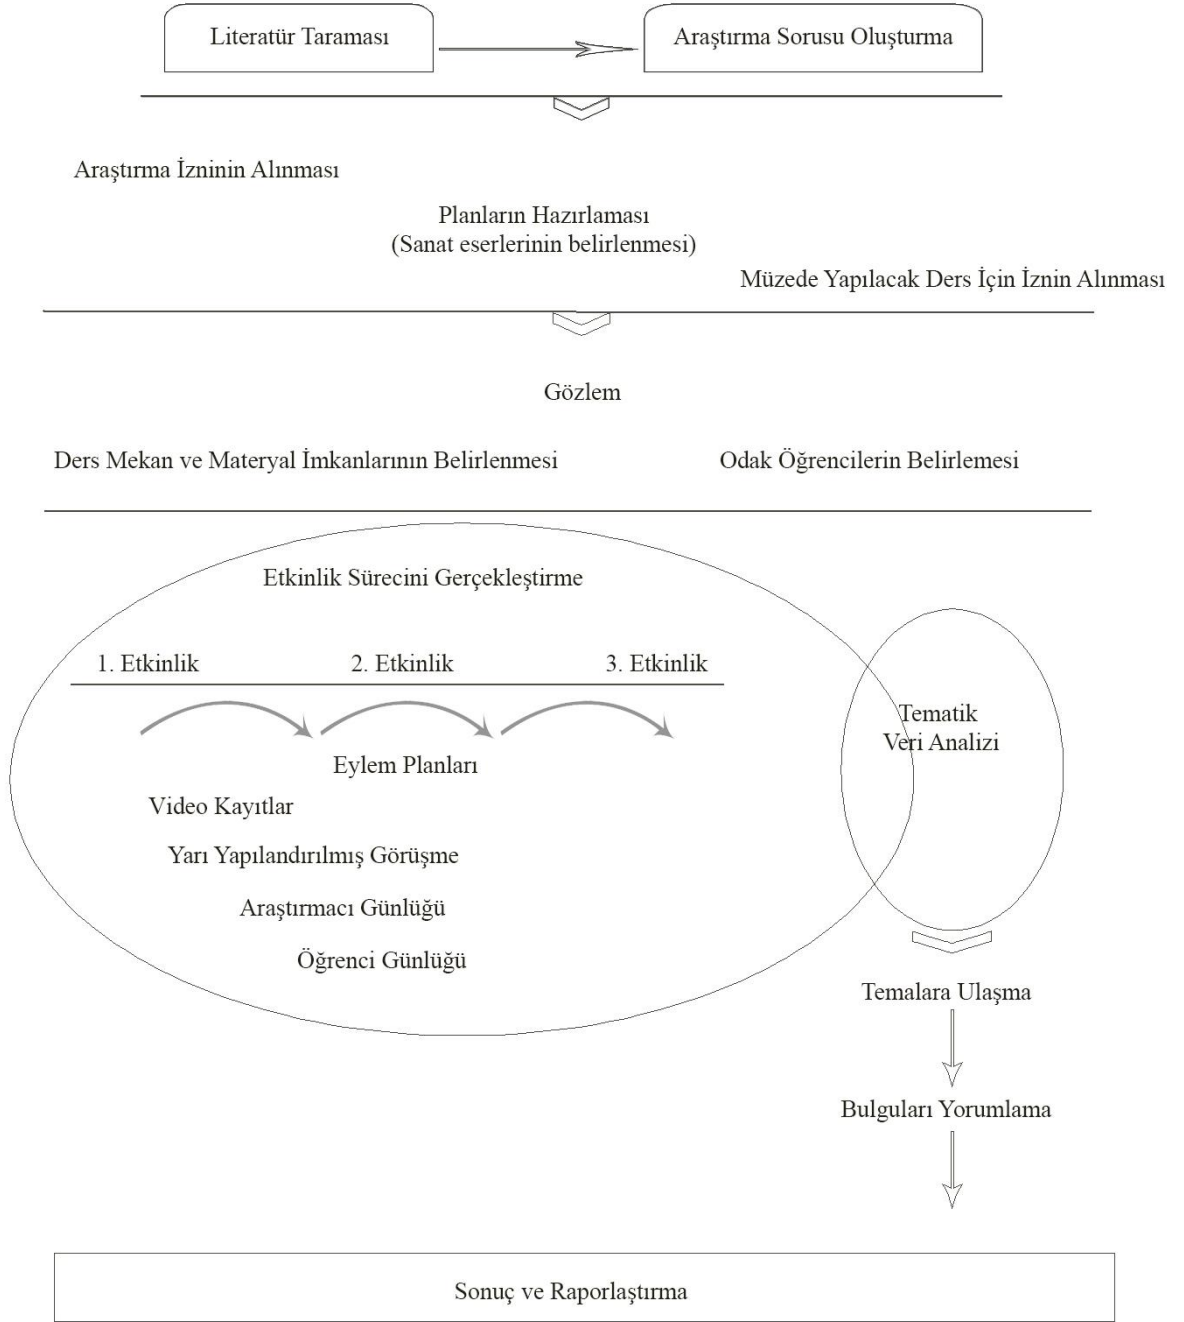 Literatür Taraması
Araştırma Sorusu Oluşturma
Araştırma İzninin Alınması
Planların Hazırlaması
(Sanat eserlerinin belirlenmesi)
Müzede Yapılacak Ders İçin İznin Alınması
Gözlem
Ders Mekan ve Materyal İmkanlarının Belirlenmesi
Odak Öğrencilerin Belirlemesi
Etkinlik Sürecini Gerçekleştirme
1. Etkinlik
2. Etkinlik
3. Etkinlik
Eylem Planları
Video Kayıtlar
Yarı Yapılandırılmış Görüşme
Araştırmacı Günlüğü
Öğrenci Günlüğü
Tematik
Veri Analizi
Temalara Ulaşma
Bulguları Yorumlama
Sonuç ve Raporlaştırma